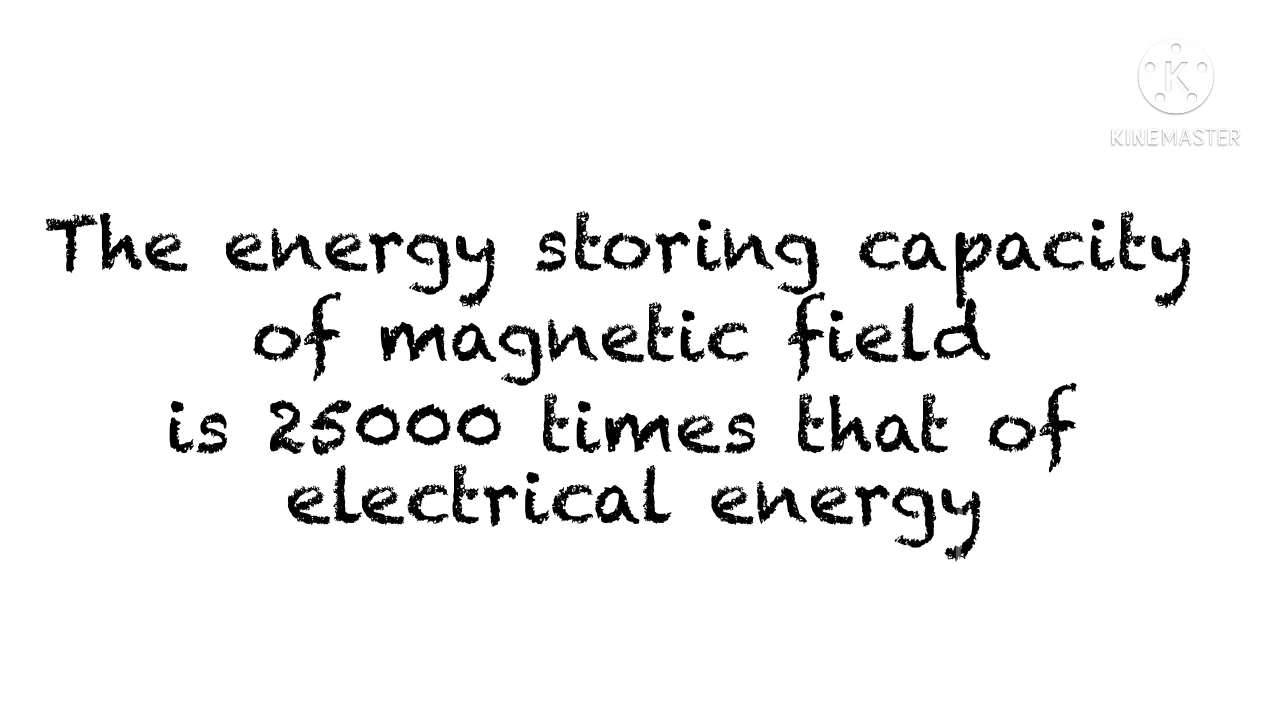 KINEMASTER
The energy storing capacity
of magnetic field
is 25000 times that of
electrical energy